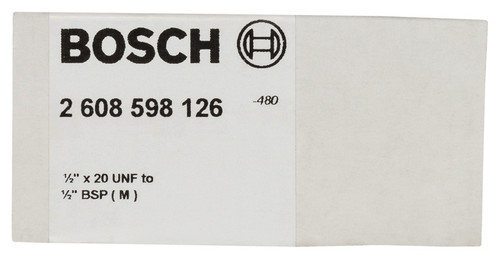 BOSCH
2 608 598 126 -480
½" x 20 UNF to
½" BSP ( M )